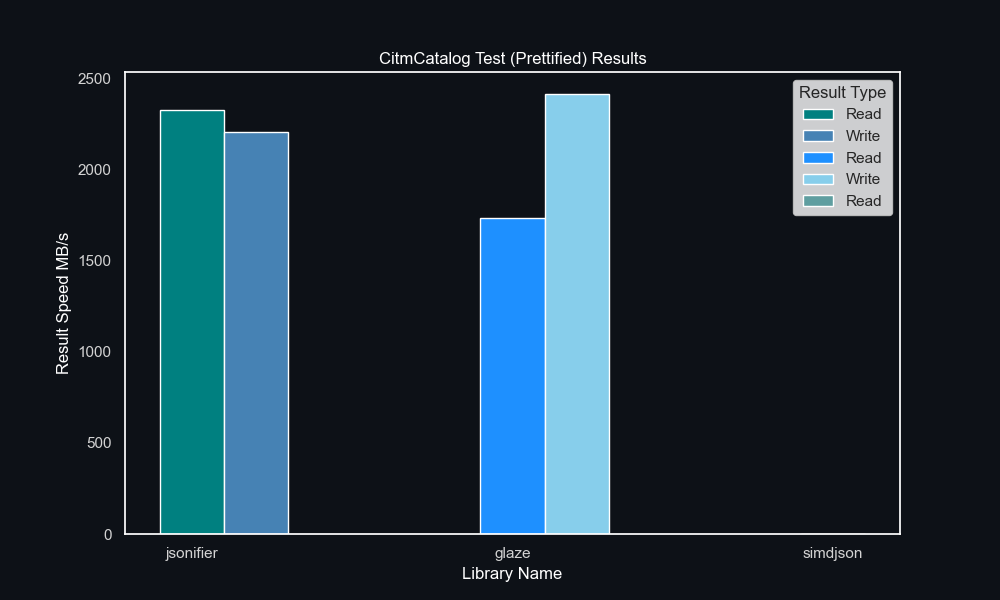 CitmCatalog Test (Prettified) Results
Result Type
Read
Write
Read
Write
Read
2500
2000
1500
1000
500
0
Result Speed MB/s
jsonifier
glaze
simdjson
Library Name